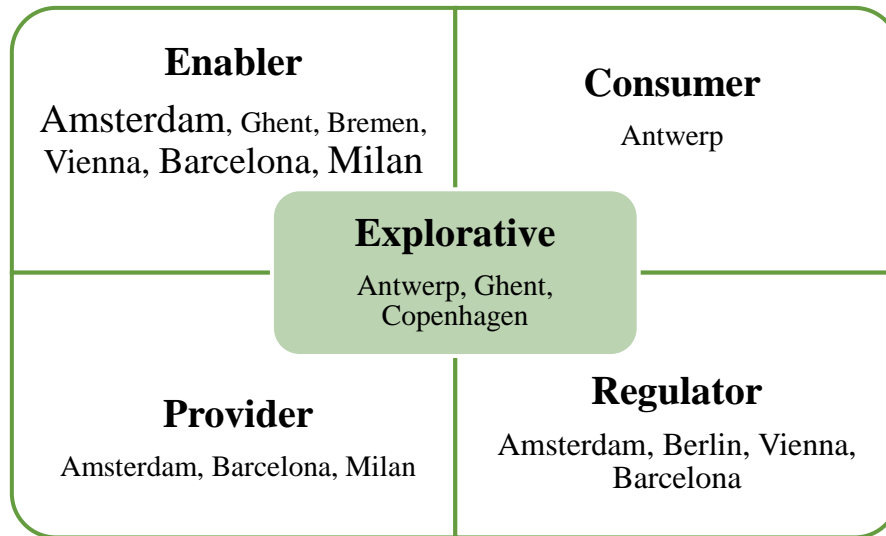 Enabler
Amsterdam, Ghent, Bremen,
Vienna, Barcelona, Milan
Consumer
Antwerp
Explorative
Antwerp, Ghent,
Copenhagen
Provider
Amsterdam, Barcelona, Milan
Regulator
Amsterdam, Berlin, Vienna,
Barcelona